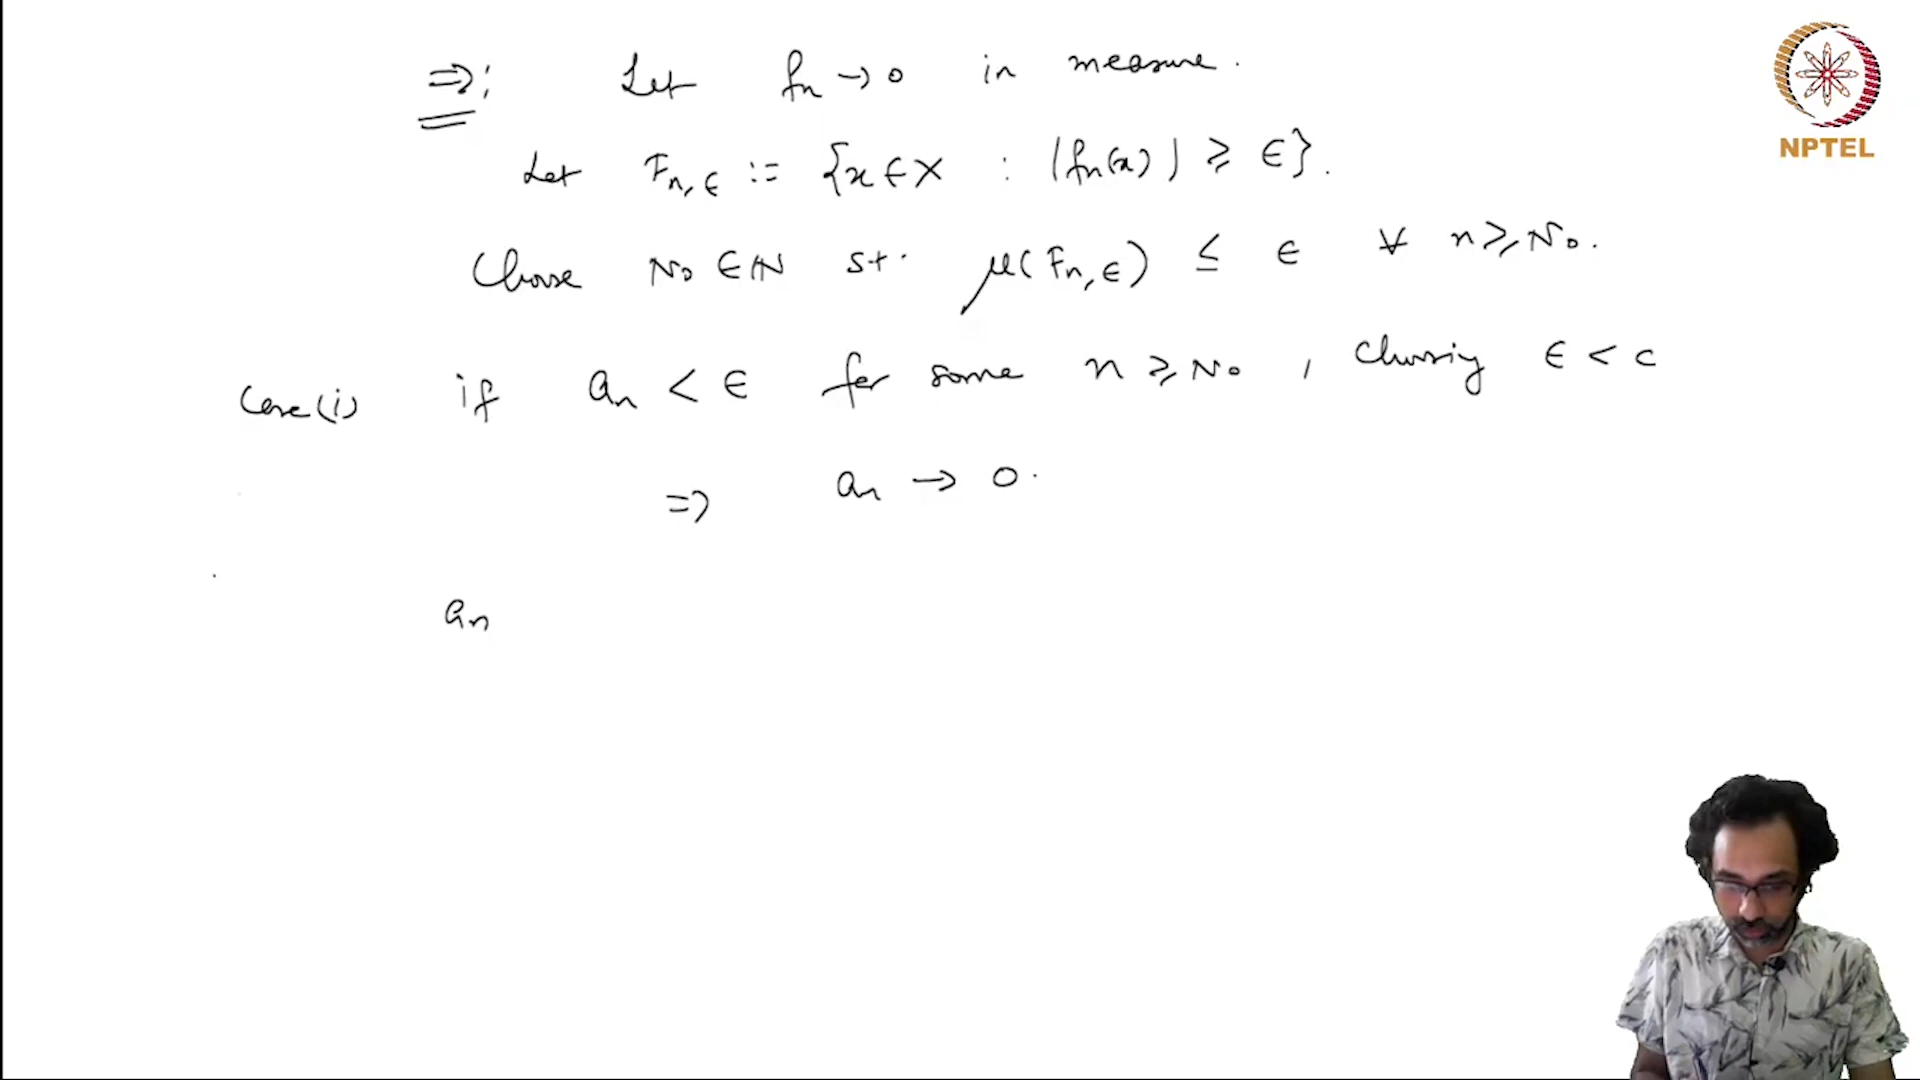 ⇒: Let fn → 0 in measure.
NPTEL
Let Fn,ϵ := {x ∈ X : |fn(x)| ≥ ϵ}.
Choose N0 ∈ ℕ s.t. μ(Fn,ϵ) ≤ ϵ ∀ n ≥ N0.
Case (i) if an < ϵ for some n ≥ N0, choosing ϵ < c
⇒ an → 0.
an